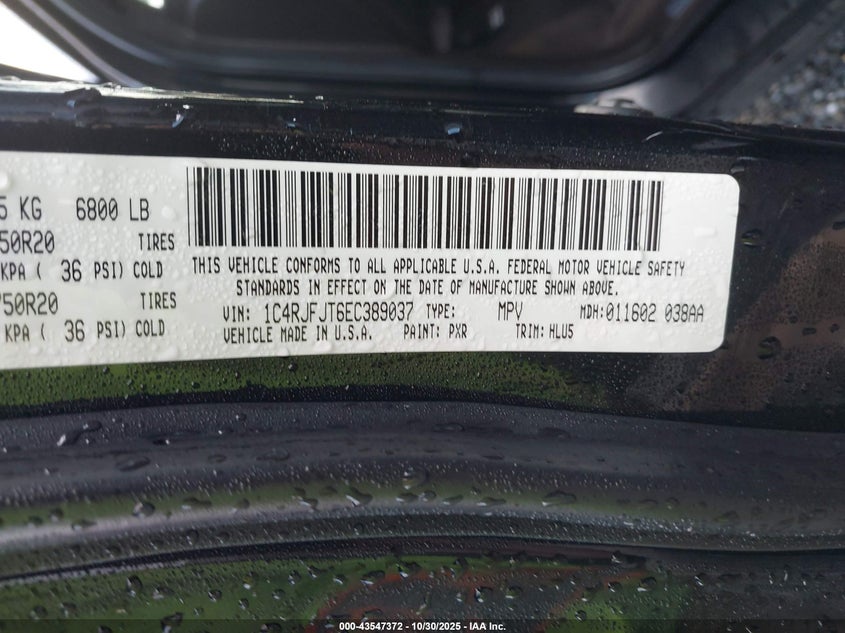 5 KG 6800 LB
50R20 TIRES
KPA ( 36 PSI) COLD
50R20 TIRES
KPA ( 36 PSI) COLD
THIS VEHICLE CONFORMS TO ALL APPLICABLE U.S.A. FEDERAL MOTOR VEHICLE SAFETY
STANDARDS IN EFFECT ON THE DATE OF MANUFACTURE SHOWN ABOVE.
VIN: 1C4RJFJT6EC389037 TYPE: MPV MDH:011602 038AA
VEHICLE MADE IN U.S.A. PAINT: PXR TRIM: HLU5
000-43547372 - 10/30/2025 - IAA Inc.